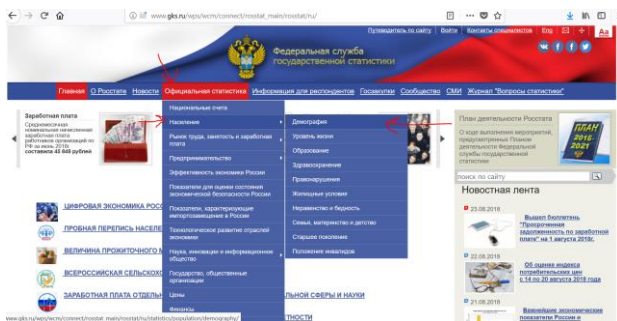 www.gks.ru/wps/wcm/connect/rosstat_main/rosstat/ru/
Путеводитель по сайту | Войти | Контакты специалистов | Eng
Аа
Федеральная служба
государственной статистики
Главная О Росстате Новости Официальная статистика Информация для респондентов Госзакупки Сообщество СМИ Журнал "Вопросы статистики"
Заработная плата
Среднемесячная
номинальная начисленная
заработная плата
работников организаций по
РФ за июнь 2018г.
составила 45 848 рублей
Национальные счета
Население
Рынок труда, занятость и заработная
плата
Предпринимательство
Эффективность экономики России
Показатели для оценки состояния
экономической безопасности России
Показатели, характеризующие
импортозамещение в России
Технологическое развитие отраслей
экономики
Наука, инновации и информационное
общество
Государство, общественные
организации
Цены
Финансы
Демография
Уровень жизни
Образование
Здравоохранение
Правонарушения
Жилищные условия
Неравенство и бедность
Семья, материнство и детство
Старшее поколение
Положение инвалидов
План деятельности Росстата
О ходе выполнения мероприятий,
предусмотренных Планом
деятельности Федеральной
службы государственной
статистики
ПЛАН
2016
2021
поиск по сайту
Новостная лента
23.08.2018
Вышел бюллетень
"Просроченная
задолженность по заработной
плате" на 1 августа 2018г.
22.08.2018
Об оценке индекса
потребительских цен
с 14 по 20 августа 2018 года
21.08.2018
Важнейшие экономические
показатели России и
ЦИФРОВАЯ ЭКОНОМИКА РОСС
ПРОБНАЯ ПЕРЕПИСЬ НАСЕЛЕ
ВЕЛИЧИНА ПРОЖИТОЧНОГО М
ВСЕРОССИЙСКАЯ СЕЛЬСКОХО
ЗАРАБОТНАЯ ПЛАТА ОТДЕЛЬН
ЛЬНОЙ СФЕРЫ И НАУКИ
ТНОСТИ
www.gks.ru/wps/wcm/connect/rosstat_main/rosstat/ru/statistics/population/demography/